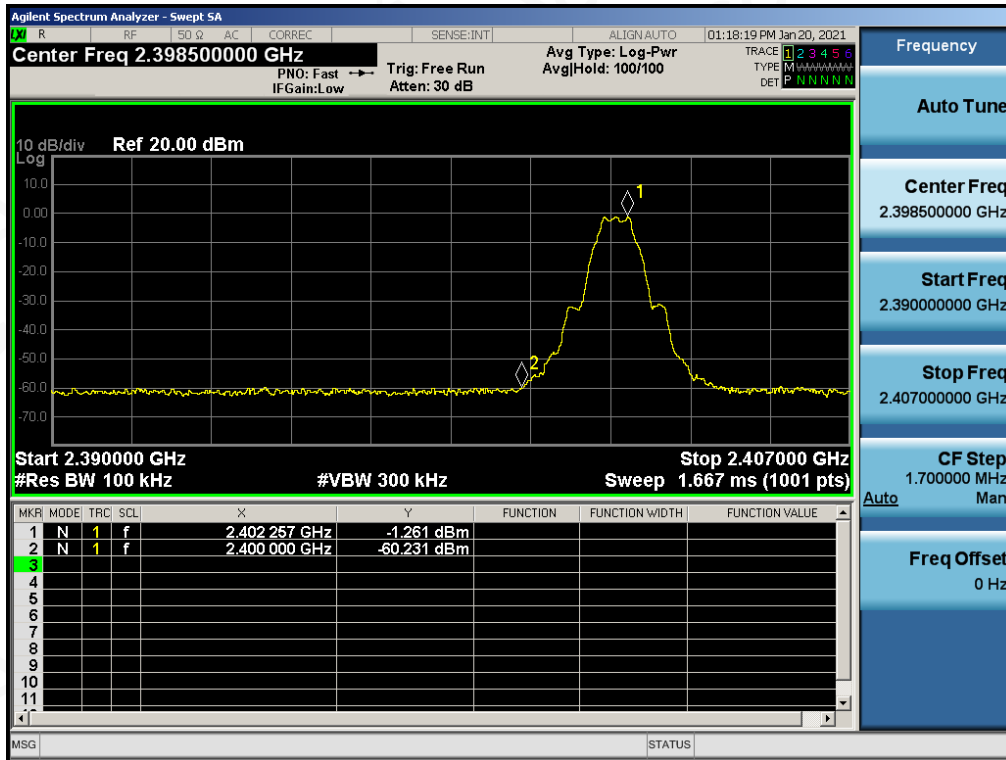 Agilent Spectrum Analyzer - Swept SA
LXI R RF 50 Ω AC CORREC SENSE:INT ALIGN AUTO 01:18:19 PM Jan 20, 2021
Center Freq 2.398500000 GHz
PNO: Fast
IFGain:Low
Trig: Free Run
Atten: 30 dB
Avg Type: Log-Pwr
Avg|Hold: 100/100
TRACE 1 2 3 4 5 6
TYPE M WWWWW
DET P N N N N N
10 dB/div Ref 20.00 dBm
Log
10.0
0.00
-10.0
-20.0
-30.0
-40.0
-50.0
-60.0
-70.0
1
2
Start 2.390000 GHz Stop 2.407000 GHz
#Res BW 100 kHz #VBW 300 kHz Sweep 1.667 ms (1001 pts)
MKR MODE TRC SCL X Y FUNCTION FUNCTION WIDTH FUNCTION VALUE
1 N 1 f 2.402 257 GHz -1.261 dBm
2 N 1 f 2.400 000 GHz -60.231 dBm
3
4
5
6
7
8
9
10
11
MSG STATUS
Frequency
Auto Tune
Center Freq
2.398500000 GHz
Start Freq
2.390000000 GHz
Stop Freq
2.407000000 GHz
CF Step
1.700000 MHz
Auto Man
Freq Offset
0 Hz